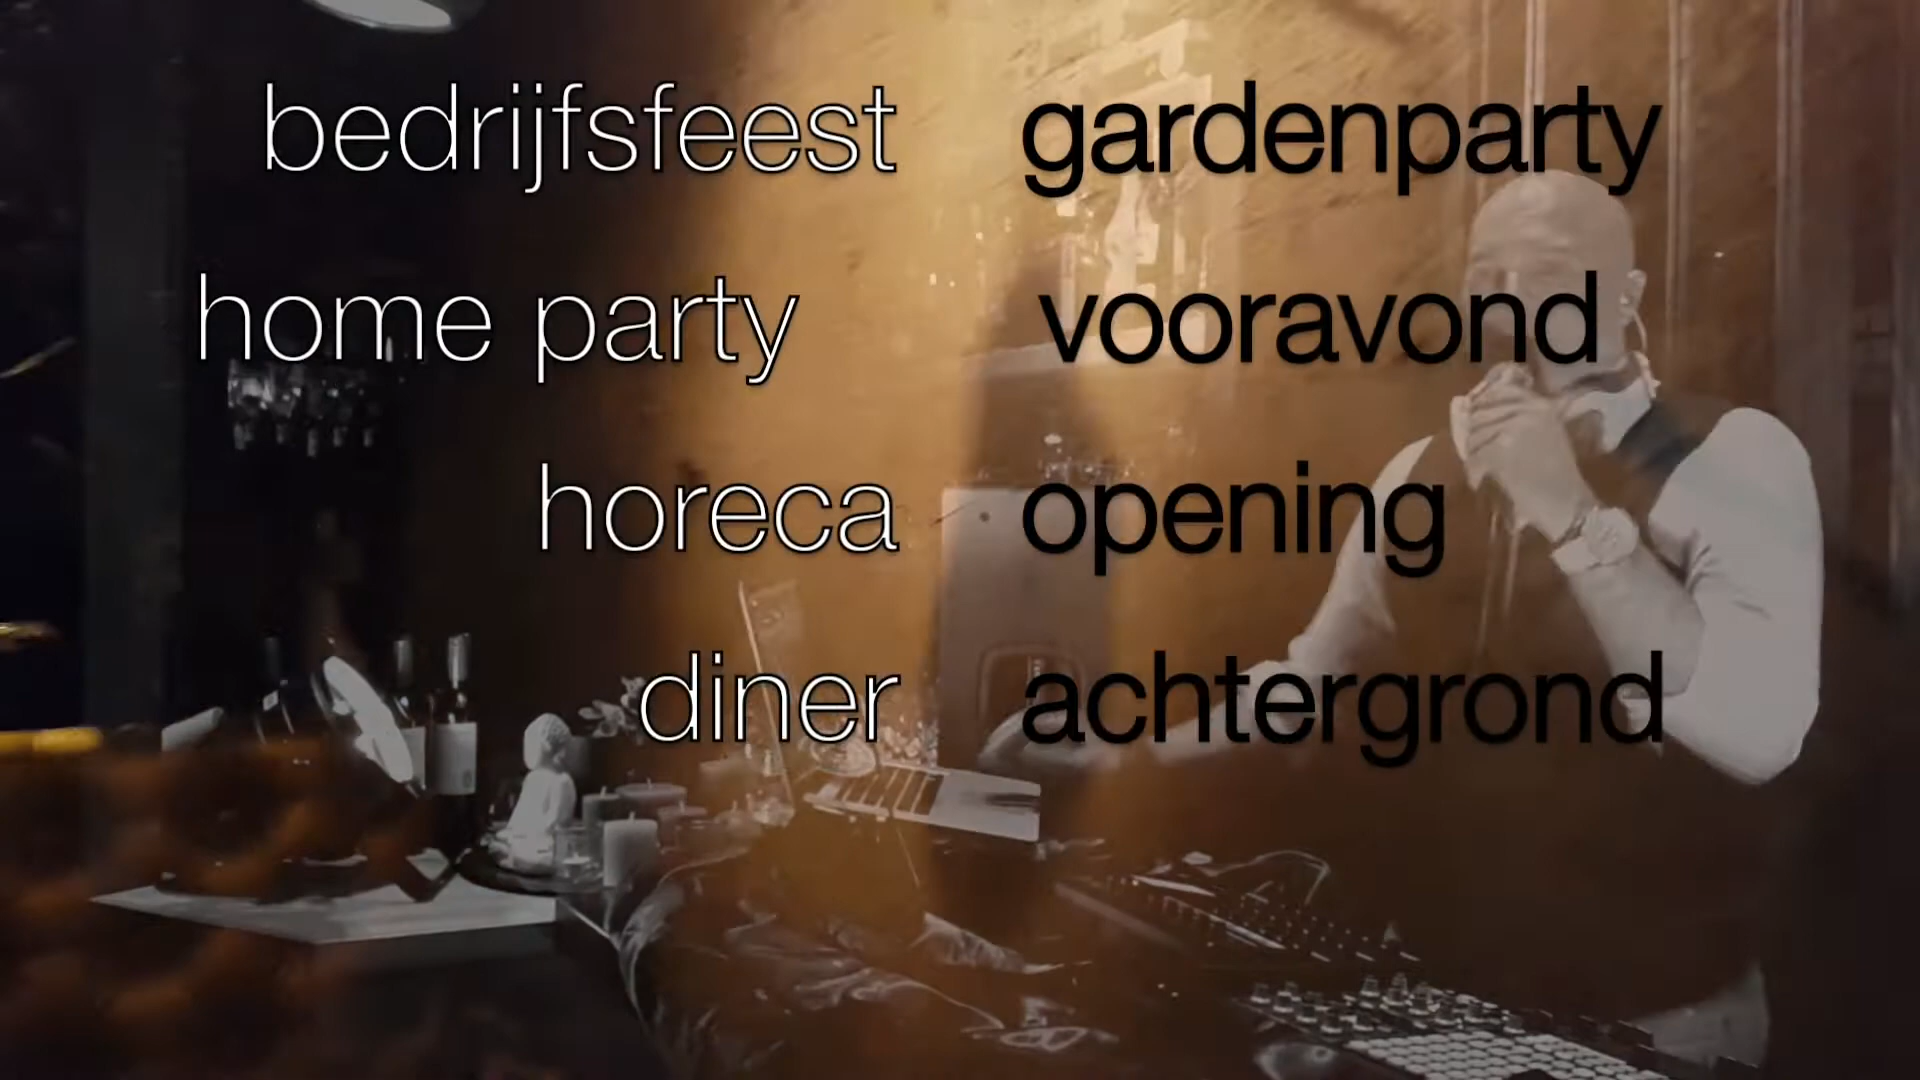 bedrijfsfeest gardenparty
home party vooravond
horeca opening
diner achtergrond